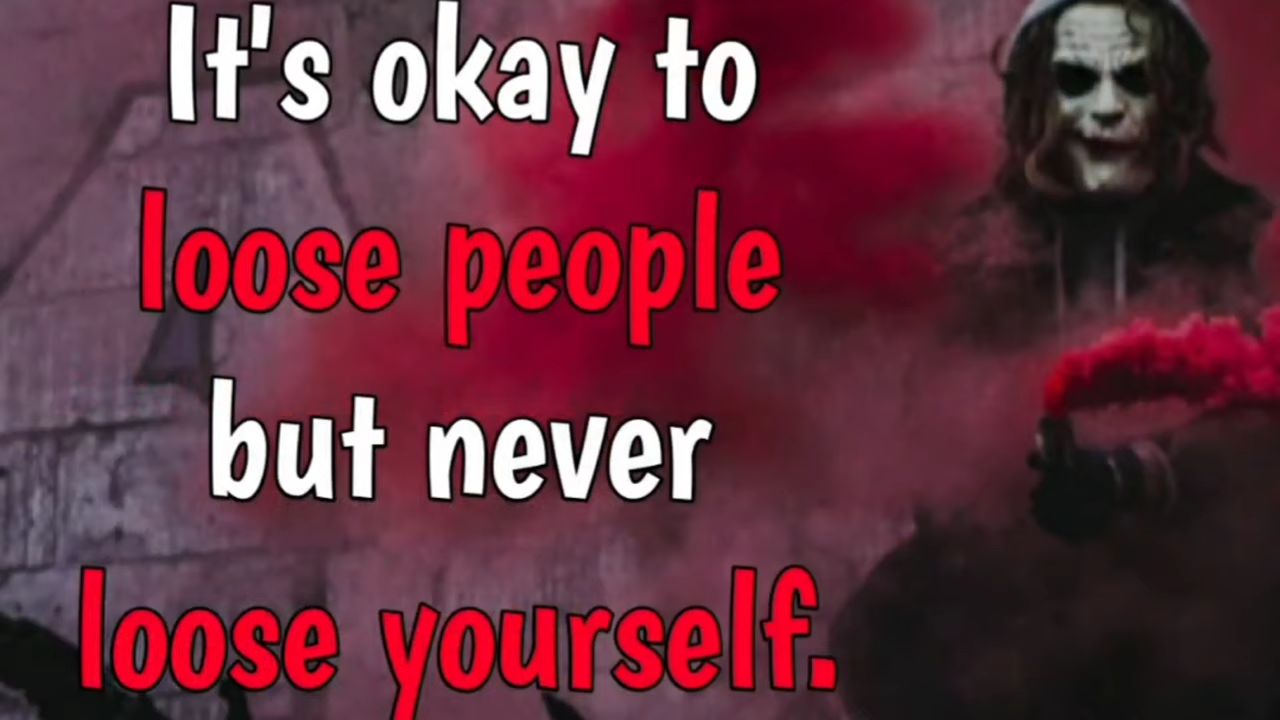 It's okay to
loose people
but never
loose yourself.